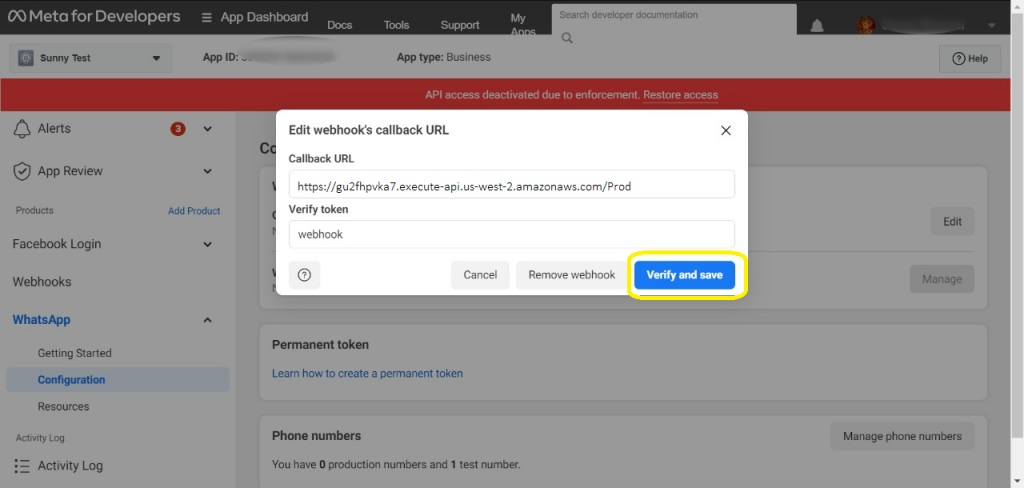 Meta for Developers
App Dashboard
Docs
Tools
Support
My Apps
Search developer documentation
Sunny Test
App ID:
App type: Business
Help
API access deactivated due to enforcement. Restore access
Alerts
3
App Review
Products
Add Product
Facebook Login
Webhooks
WhatsApp
Getting Started
Configuration
Resources
Activity Log
Activity Log
Edit webhook's callback URL
Callback URL
https://gu2fhpvka7.execute-api.us-west-2.amazonaws.com/Prod
Verify token
webhook
Cancel
Remove webhook
Verify and save
Edit
Manage
Permanent token
Learn how to create a permanent token
Phone numbers
Manage phone numbers
You have 0 production numbers and 1 test number.